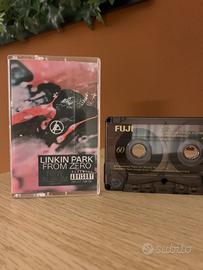 LINKIN PARK
FROM ZERO
PARENTAL
ADVISORY
EXPLICIT CONTENT
FUJI
60
subito